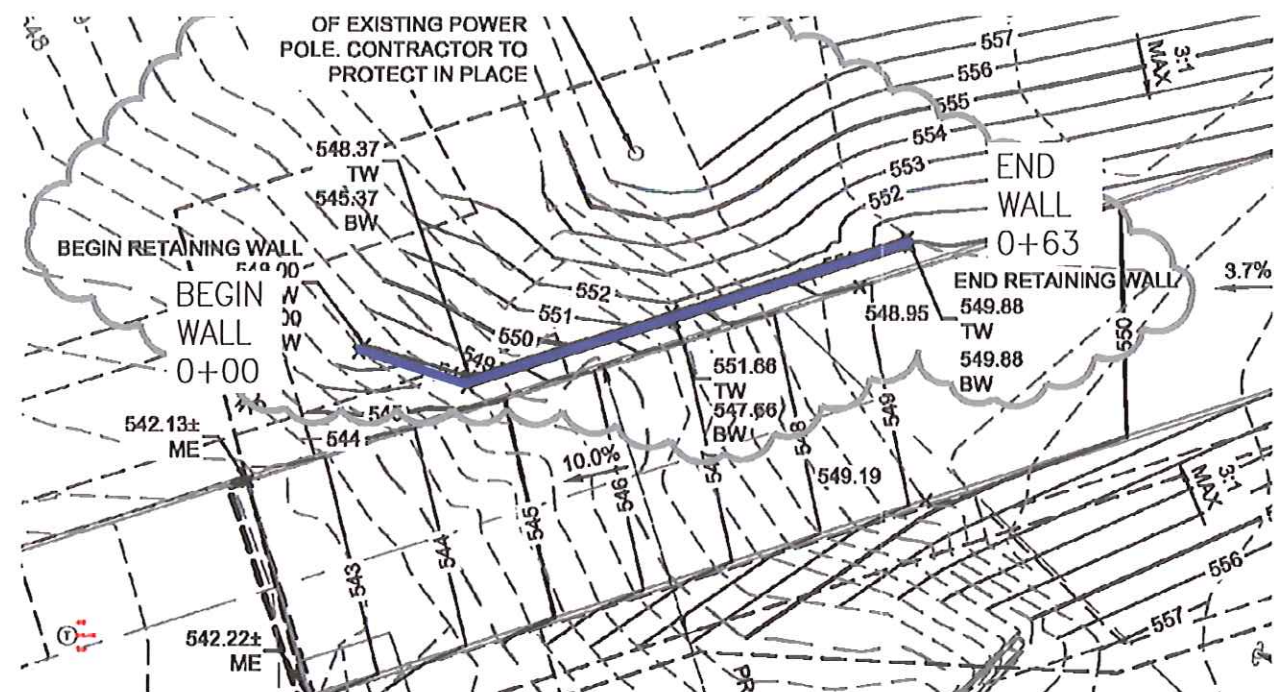 OF EXISTING POWER
POLE. CONTRACTOR TO
PROTECT IN PLACE
548.37
TW
545.37
BW
BEGIN RETAINING WALL
BEGIN
WALL
0+00
542.13±
ME
542.22±
ME
557
556
555
554
553
552
3:1
MAX
END
WALL
0+63
END RETAINING WALL
549.88
TW
549.88
BW
3.7%
548.95
550
552
551
550
549
551.66
TW
547.66
BW
544
10.0%
543
544
545
546
548
549
549.19
3:1
MAX
556
557
T